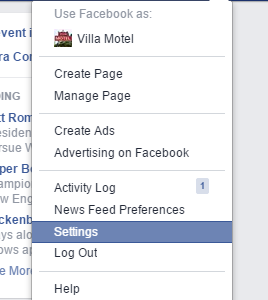 Use Facebook as:
Villa Motel
Create Page
Manage Page
Create Ads
Advertising on Facebook
Activity Log 1
News Feed Preferences
Settings
Log Out
Help